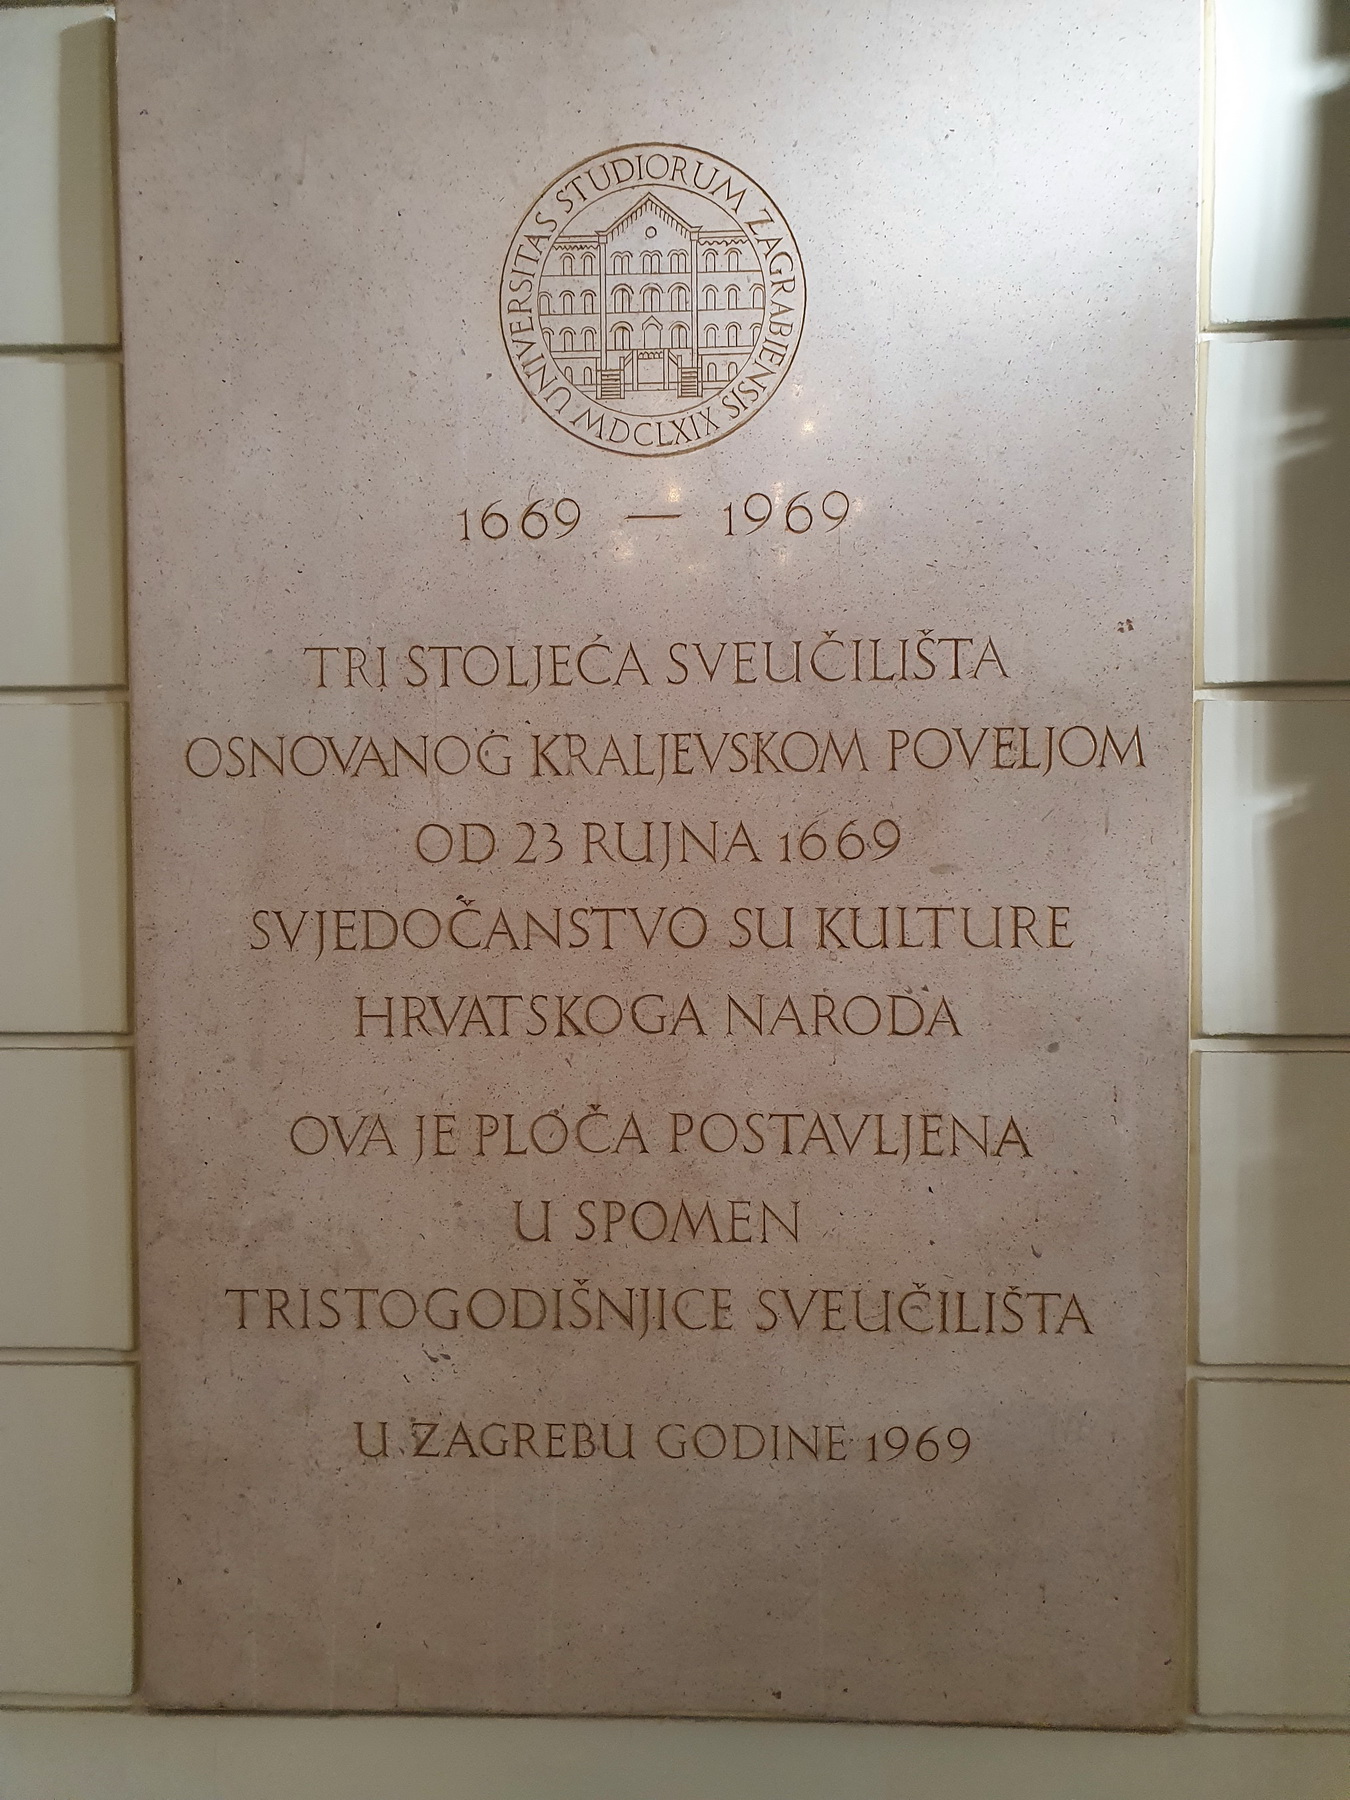 UNIVERSITAS STUDIORUM ZAGRABIENSIS MDCLXIX
1669 — 1969
TRI STOLJEĆA SVEUČILIŠTA
OSNOVANOG KRALJEVSKOM POVELJOM
OD 23 RUJNA 1669
SVJEDOČANSTVO SU KULTURE
HRVATSKOGA NARODA
OVA JE PLOČA POSTAVLJENA
U SPOMEN
TRISTOGODIŠNJICE SVEUČILIŠTA
U ZAGREBU GODINE 1969